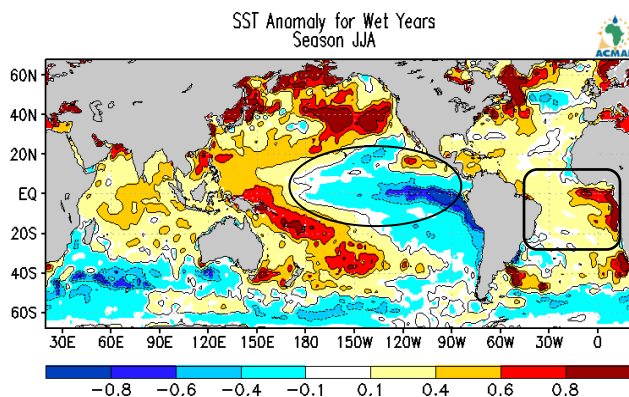 SST Anomaly for Wet Years
Season JJA
ACMAD
60N
40N
20N
EQ
20S
40S
60S
30E 60E 90E 120E 150E 180 150W 120W 90W 60W 30W 0
−0.8 −0.6 −0.4 −0.1 0.1 0.4 0.6 0.8